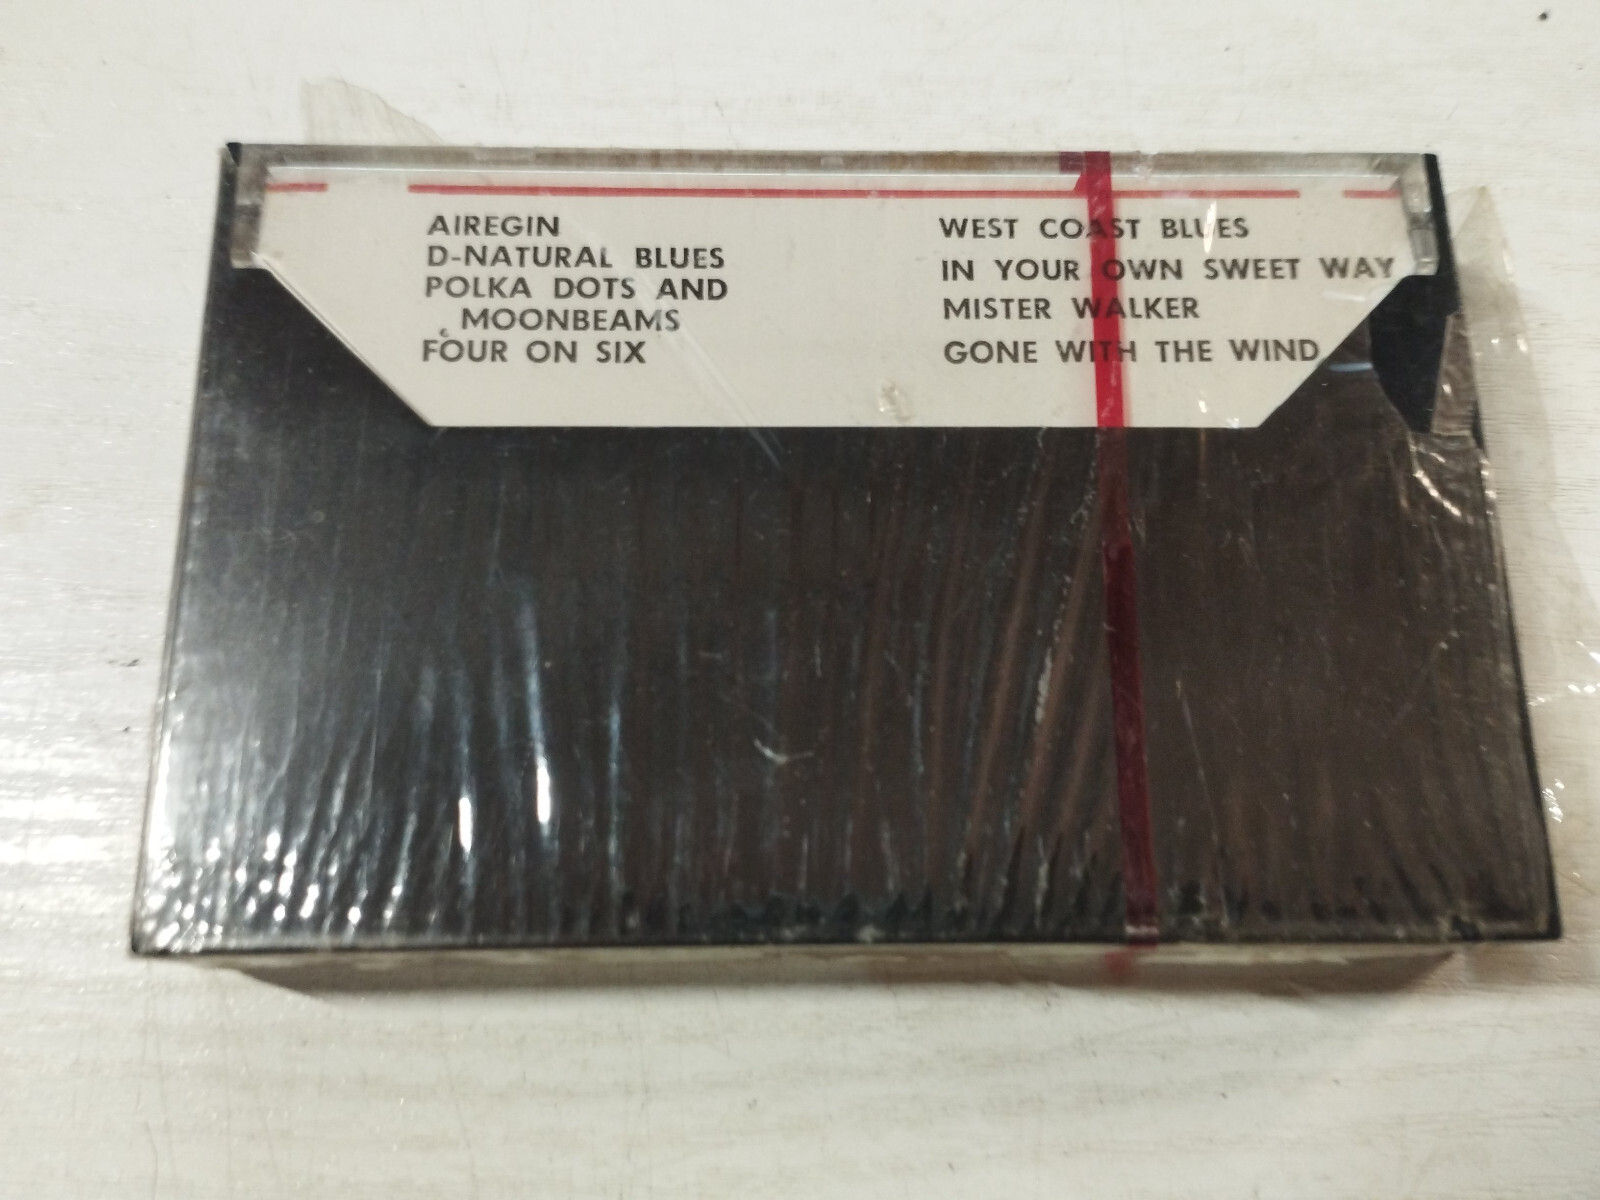 AIREGIN
D-NATURAL BLUES
POLKA DOTS AND
MOONBEAMS
FOUR ON SIX
WEST COAST BLUES
IN YOUR OWN SWEET WAY
MISTER WALKER
GONE WITH THE WIND